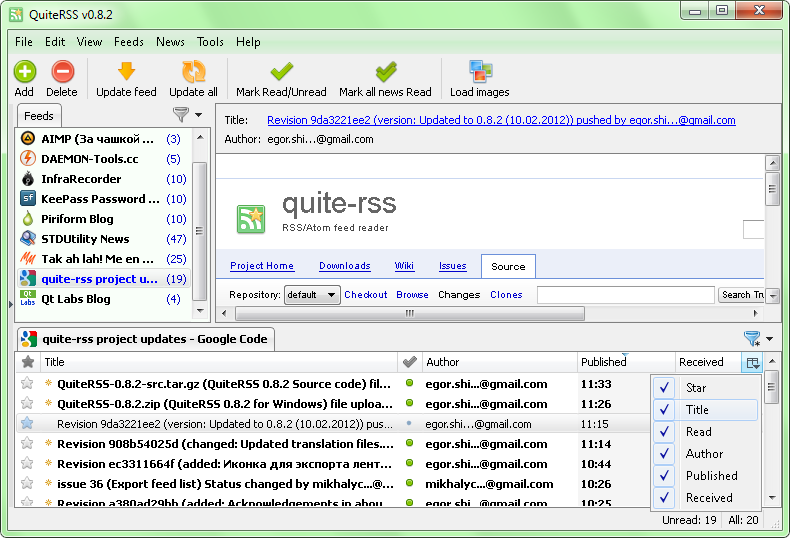 QuiteRSS v0.8.2
File Edit View Feeds News Tools Help
Add Delete Update feed Update all Mark Read/Unread Mark all news Read Load images
Feeds
AIMP (За чашкой ... (3)
DAEMON-Tools.cc (5)
InfraRecorder (10)
KeePass Password ... (10)
Piriform Blog (10)
STDUtility News (47)
Tak ah lah! Me en ... (25)
quite-rss project u... (19)
Qt Labs Blog (4)
Title: Revision 9da3221ee2 (version: Updated to 0.8.2 (10.02.2012)) pushed by egor.shi...@gmail.com
Author: egor.shi...@gmail.com
quite-rss
RSS/Atom feed reader
Project Home Downloads Wiki Issues Source
Repository: default Checkout Browse Changes Clones Search Tru
quite-rss project updates - Google Code
Title Author Published Received
QuiteRSS-0.8.2-src.tar.gz (QuiteRSS 0.8.2 Source code) fil... egor.shi...@gmail.com 11:33
QuiteRSS-0.8.2.zip (QuiteRSS 0.8.2 for Windows) file uploa... egor.shi...@gmail.com 11:26
Revision 9da3221ee2 (version: Updated to 0.8.2 (10.02.2012)) pus... egor.shi...@gmail.com 11:15
Revision 908b54025d (changed: Updated translation files.... egor.shi...@gmail.com 11:14
Revision ec3311664f (added: Иконка для экспорта лент... egor.shi...@gmail.com 10:44
issue 36 (Export feed list) Status changed by mikhalyc...@... mikhalyc...@gmail.com 10:26
Revision a380ad29bb (added: Acknowledgements in abou... egor.shi...@gmail.com 10:25
Star
Title
Read
Author
Published
Received
Unread: 19 All: 20